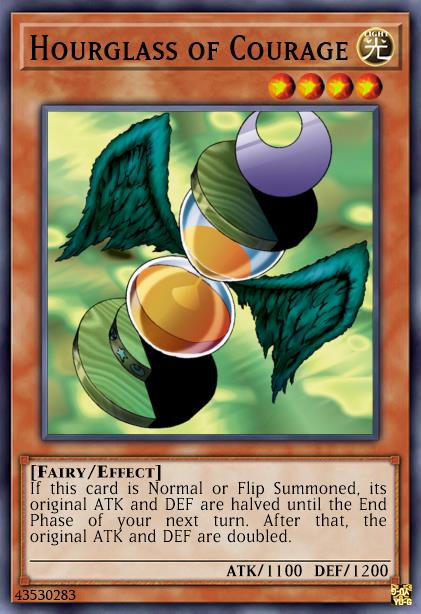 Hourglass of Courage
LIGHT
光
[Fairy/Effect]
If this card is Normal or Flip Summoned, its
original ATK and DEF are halved until the End
Phase of your next turn. After that, the
original ATK and DEF are doubled.
ATK/1100 DEF/1200
43530283